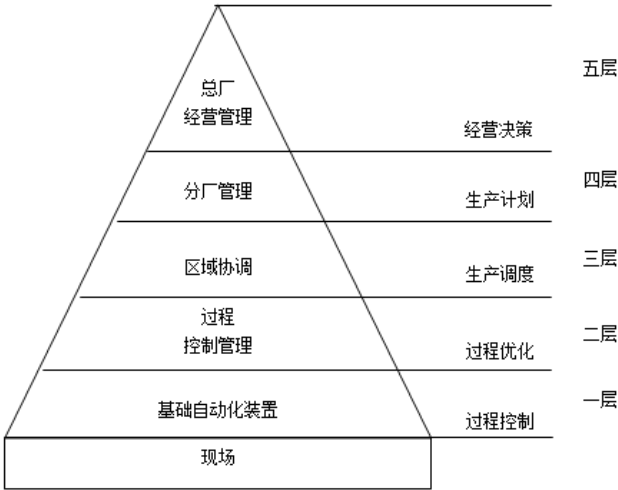 五层
总厂
经营管理
经营决策
四层
分厂管理
生产计划
三层
区域协调
生产调度
过程
二层
控制管理
过程优化
一层
基础自动化装置
过程控制
现场